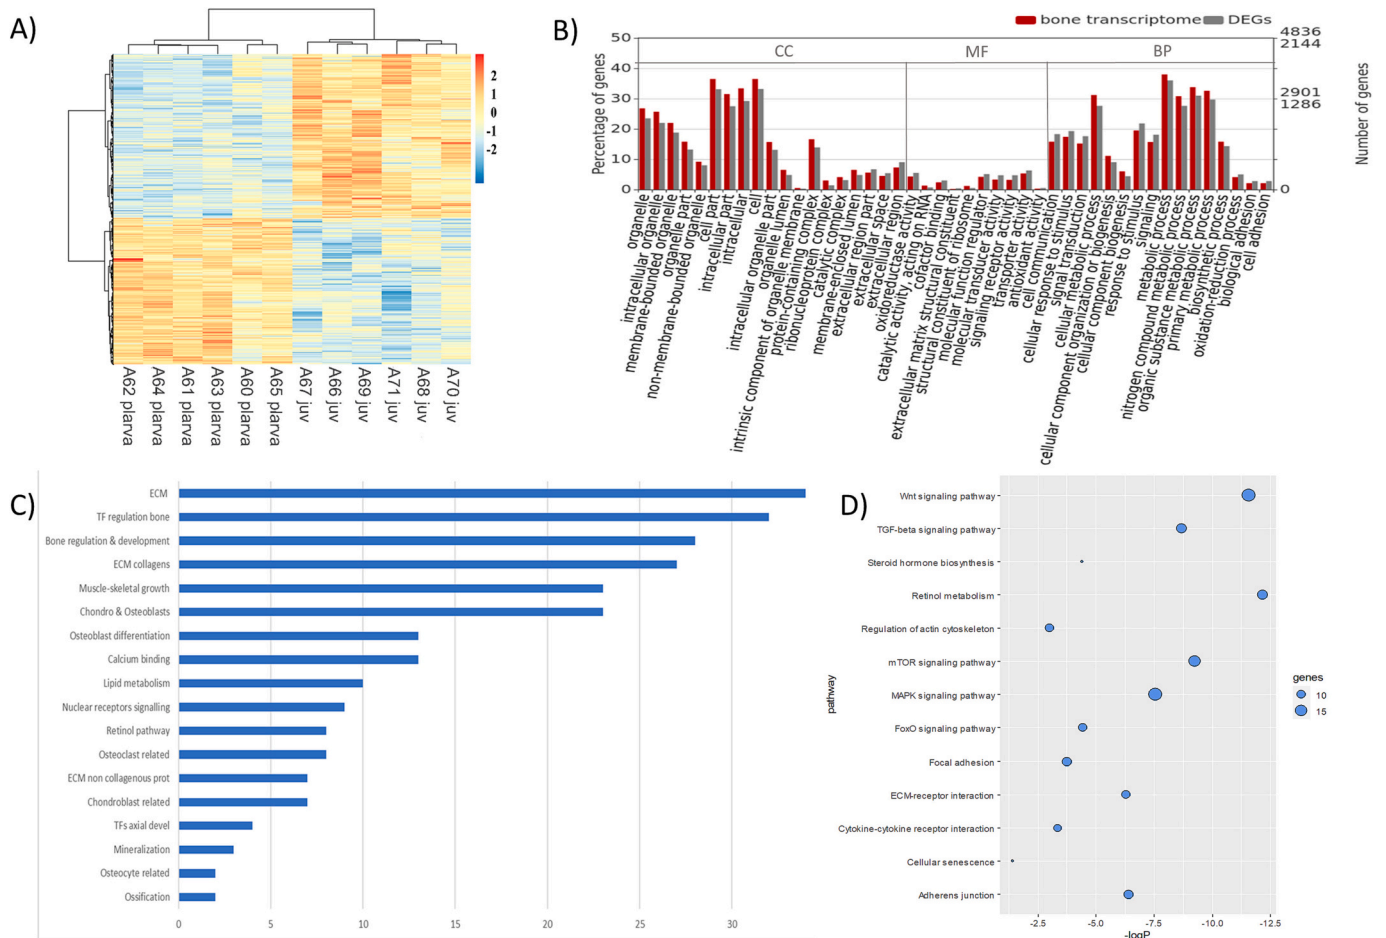 A)
2
1
0
-1
-2
A62 plarva
A64 plarva
A61 plarva
A63 plarva
A60 plarva
A65 plarva
A67 juv
A66 juv
A69 juv
A71 juv
A68 juv
A70 juv
B)
bone transcriptome
DEGs
CC
MF
BP
Percentage of genes
50
40
30
20
10
0
Number of genes
4836
2144
2901
1286
0
intracellular organelle
organelle
membrane-bounded organelle
organelle part
non-membrane-bounded organelle
cell part
intracellular part
intracellular
cell
intracellular organelle part
organelle lumen
intrinsic component of organelle membrane
protein-containing complex
ribonucleoprotein complex
catalytic complex
membrane-enclosed lumen
extracellular region part
extracellular space
extracellular region
oxidoreductase activity
catalytic activity, acting on RNA
cofactor binding
extracellular matrix structural constituent
structural constituent of ribosome
molecular function regulator
molecular transducer activity
signaling receptor activity
transporter activity
antioxidant activity
cell communication
cellular response to stimulus
signal transduction
cellular metabolic process
cellular component organization or biogenesis
cellular component biogenesis
response to stimulus
signaling
metabolic process
nitrogen compound metabolic process
organic substance metabolic process
primary metabolic process
biosynthetic process
oxidation-reduction process
biological adhesion
cell adhesion
C)
ECM
TF regulation bone
Bone regulation & development
ECM collagens
Muscle-skeletal growth
Chondro & Osteoblasts
Osteoblast differentiation
Calcium binding
Lipid metabolism
Nuclear receptors signalling
Retinol pathway
Osteoclast related
ECM non collagenous prot
Chondroblast related
TFs axial devel
Mineralization
Osteocyte related
Ossification
0
5
10
15
20
25
30
D)
pathway
Wnt signaling pathway
TGF-beta signaling pathway
Steroid hormone biosynthesis
Retinol metabolism
Regulation of actin cytoskeleton
mTOR signaling pathway
MAPK signaling pathway
FoxO signaling pathway
Focal adhesion
ECM-receptor interaction
Cytokine-cytokine receptor interaction
Cellular senescence
Adherens junction
-2.5
-5.0
-7.5
-10.0
-12.5
-logP
genes
10
15